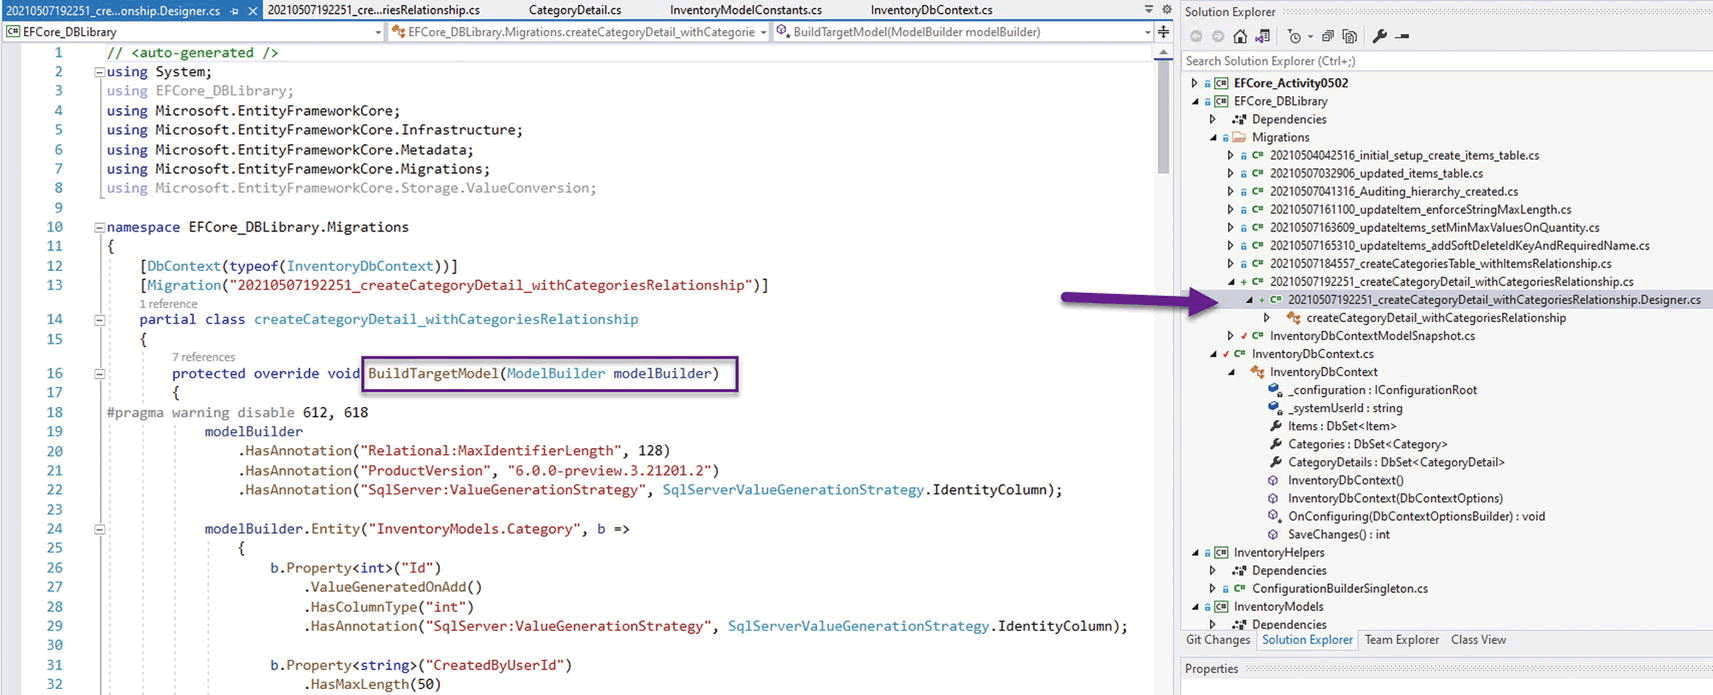 20210507192251_cre...onship.Designer.cs
20210507192251_cre...riesRelationship.cs
CategoryDetail.cs
InventoryModelConstants.cs
InventoryDbContext.cs
EFCore_DBLibrary
EFCore_DBLibrary.Migrations.createCategoryDetail_withCategorie
BuildTargetModel(ModelBuilder modelBuilder)
1 // <auto-generated />
2 using System;
3 using EFCore_DBLibrary;
4 using Microsoft.EntityFrameworkCore;
5 using Microsoft.EntityFrameworkCore.Infrastructure;
6 using Microsoft.EntityFrameworkCore.Metadata;
7 using Microsoft.EntityFrameworkCore.Migrations;
8 using Microsoft.EntityFrameworkCore.Storage.ValueConversion;
9
10 namespace EFCore_DBLibrary.Migrations
11 {
12 [DbContext(typeof(InventoryDbContext))]
13 [Migration("20210507192251_createCategoryDetail_withCategoriesRelationship")]
1 reference
14 partial class createCategoryDetail_withCategoriesRelationship
15 {
7 references
16 protected override void BuildTargetModel(ModelBuilder modelBuilder)
17 {
18 #pragma warning disable 612, 618
19 modelBuilder
20 .HasAnnotation("Relational:MaxIdentifierLength", 128)
21 .HasAnnotation("ProductVersion", "6.0.0-preview.3.21201.2")
22 .HasAnnotation("SqlServer:ValueGenerationStrategy", SqlServerValueGenerationStrategy.IdentityColumn);
23
24 modelBuilder.Entity("InventoryModels.Category", b =>
25 {
26 b.Property<int>("Id")
27 .ValueGeneratedOnAdd()
28 .HasColumnType("int")
29 .HasAnnotation("SqlServer:ValueGenerationStrategy", SqlServerValueGenerationStrategy.IdentityColumn);
30
31 b.Property<string>("CreatedByUserId")
32 .HasMaxLength(50)
Solution Explorer
Search Solution Explorer (Ctrl+;)
EFCore_Activity0502
EFCore_DBLibrary
Dependencies
Migrations
20210504042516_initial_setup_create_items_table.cs
20210507032906_updated_items_table.cs
20210507041316_Auditing_hierarchy_created.cs
20210507161100_updateItem_enforceStringMaxLength.cs
20210507163609_updateItems_setMinMaxValuesOnQuantity.cs
20210507165310_updateItems_addSoftDeleteIdKeyAndRequiredName.cs
20210507184557_createCategoriesTable_withItemsRelationship.cs
20210507192251_createCategoryDetail_withCategoriesRelationship.cs
20210507192251_createCategoryDetail_withCategoriesRelationship.Designer.cs
createCategoryDetail_withCategoriesRelationship
InventoryDbContextModelSnapshot.cs
InventoryDbContext.cs
InventoryDbContext
_configuration : IConfigurationRoot
_systemUserId : string
Items : DbSet<Item>
Categories : DbSet<Category>
CategoryDetails : DbSet<CategoryDetail>
InventoryDbContext()
InventoryDbContext(DbContextOptions)
OnConfiguring(DbContextOptionsBuilder) : void
SaveChanges() : int
InventoryHelpers
Dependencies
ConfigurationBuilderSingleton.cs
InventoryModels
Dependencies
Git Changes Solution Explorer Team Explorer Class View
Properties